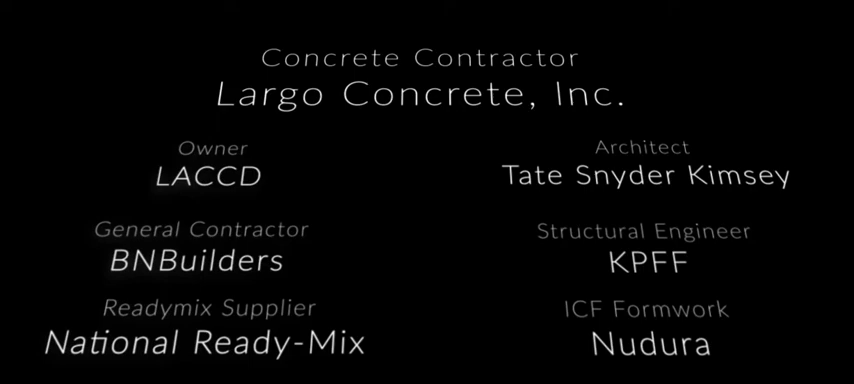 Concrete Contractor
Largo Concrete, Inc.
Owner
LACCD
Architect
Tate Snyder Kimsey
General Contractor
BNBuilders
Structural Engineer
KPFF
Readymix Supplier
National Ready-Mix
ICF Formwork
Nudura